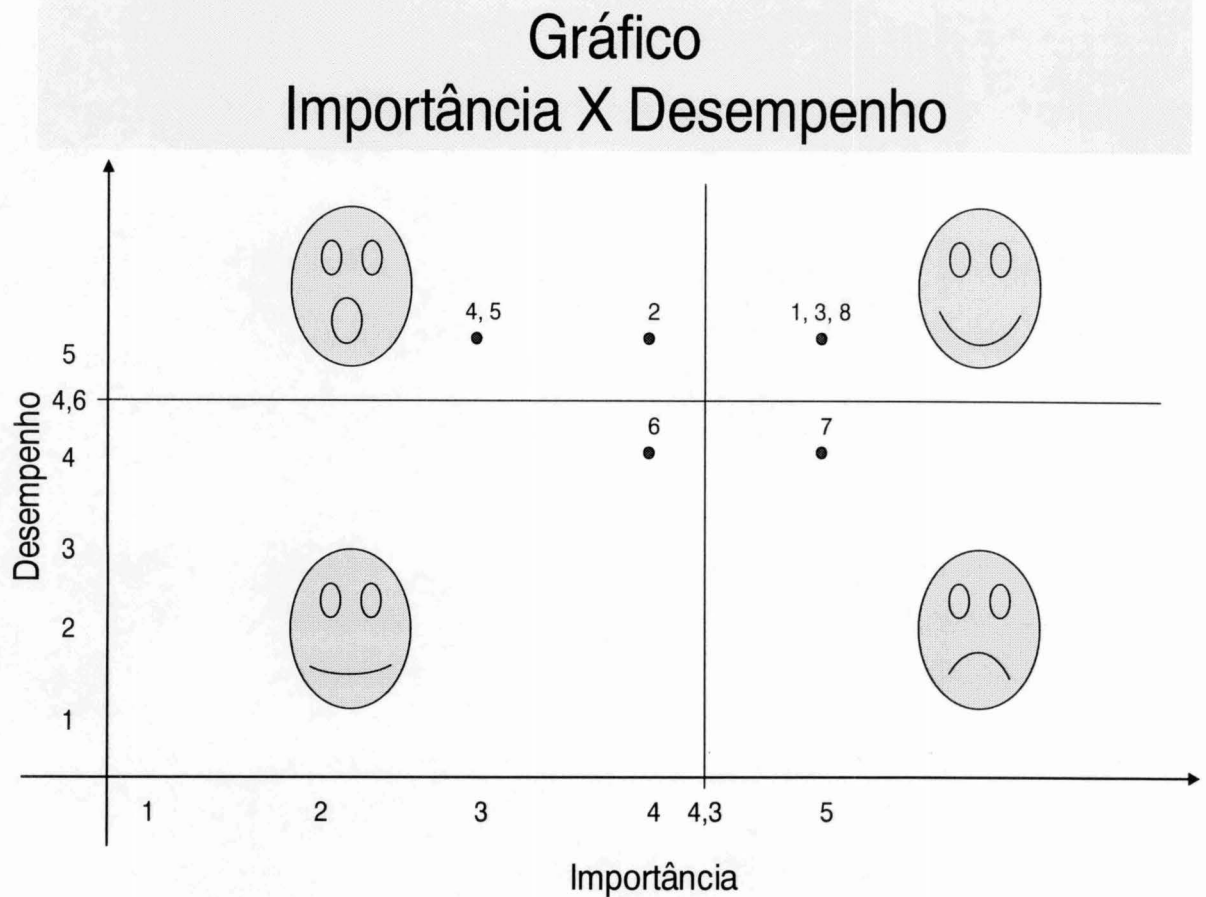 Gráfico
Importância X Desempenho
4, 5
2
1, 3, 8
5
4,6
6
7
4
3
2
1
Desempenho
1 2 3 4 4,3 5
Importância